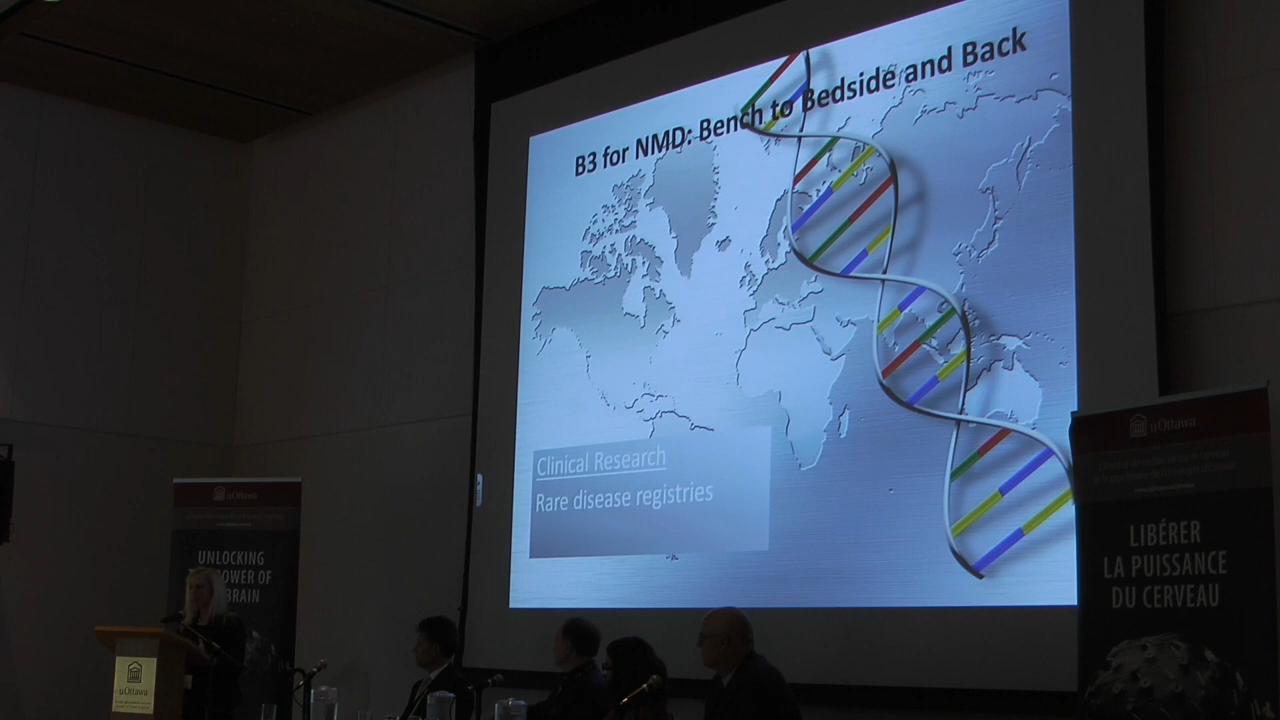 B3 for NMD: Bench to Bedside and Back
Clinical Research
Rare disease registries
uOttawa
UNLOCKING
POWER OF
BRAIN
uOttawa
uOttawa
LIBÉRER
LA PUISSANCE
DU CERVEAU